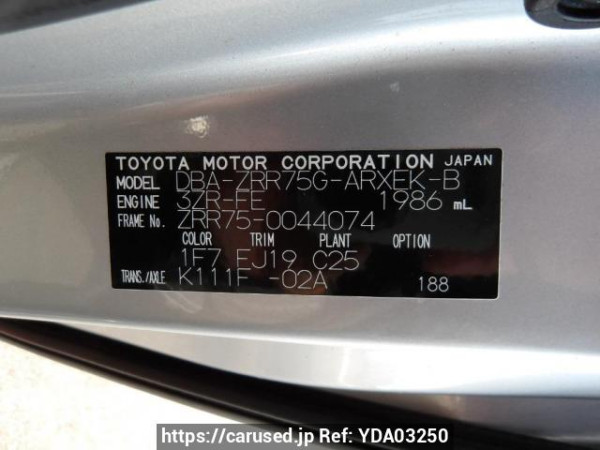 TOYOTA MOTOR CORPORATION JAPAN
MODEL DBA-ZRR75G-ARXEK-B
ENGINE 3ZR-FE 1986 mL
FRAME No. ZRR75-0044074
COLOR TRIM PLANT OPTION
1F7 EJ19 C25
TRANS./AXLE K111F -02A 188
https://carused.jp Ref: YDA03250